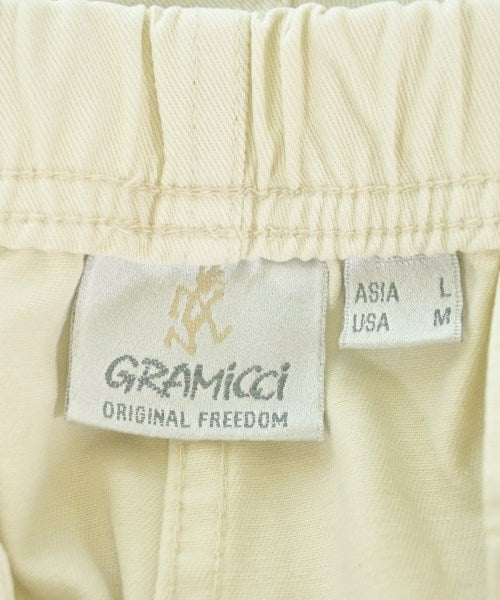 GRAMiCCi
ORIGINAL FREEDOM
ASIA L
USA M